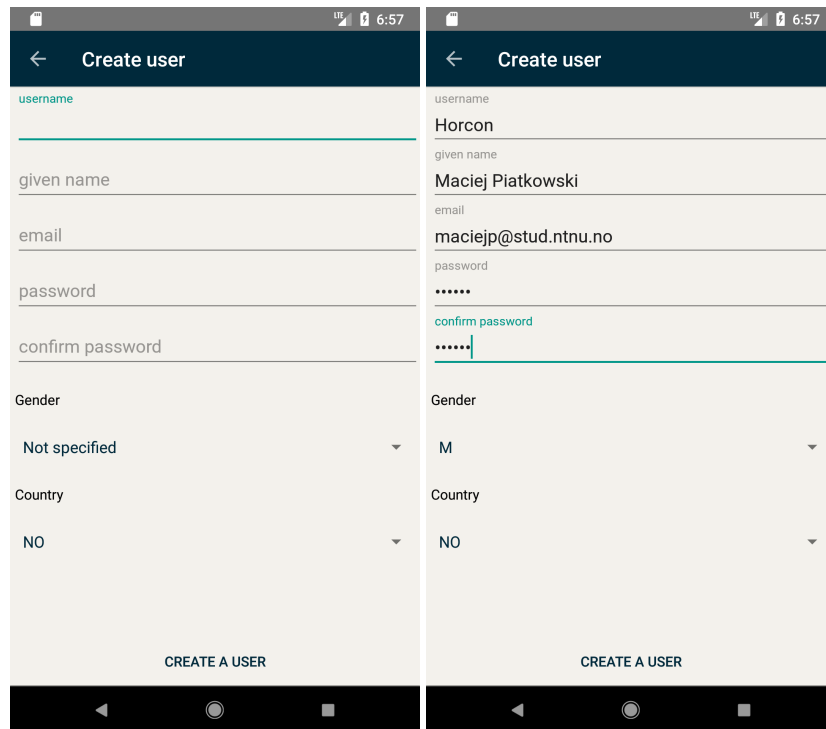 LTE 6:57
Create user
username
given name
email
password
confirm password
Gender
Not specified
Country
NO
CREATE A USER
LTE 6:57
Create user
username
Horcon
given name
Maciej Piatkowski
email
maciejp@stud.ntnu.no
password
••••••
confirm password
••••••
Gender
M
Country
NO
CREATE A USER